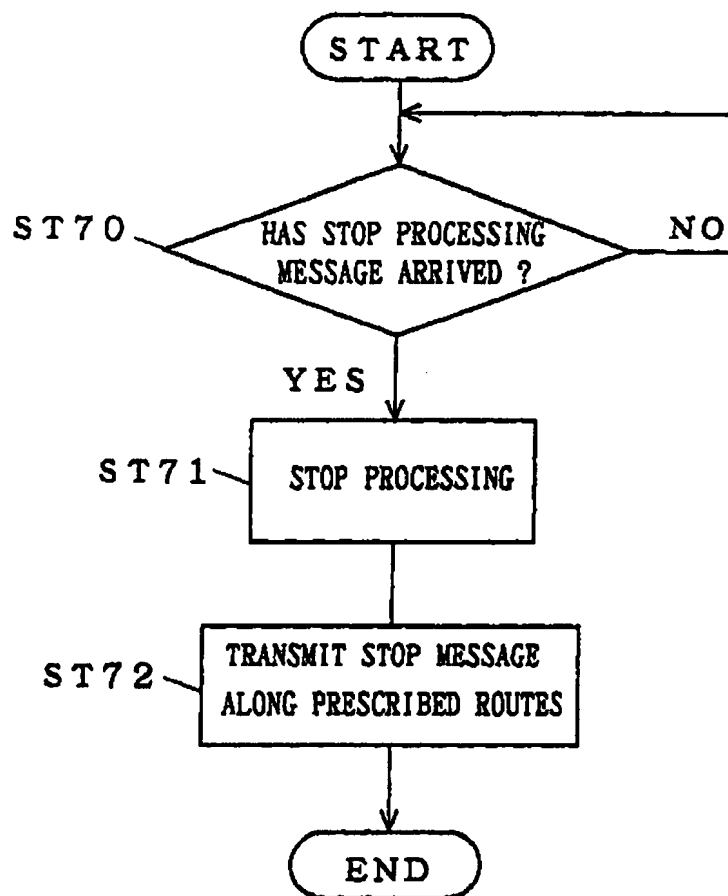 START
ST70
HAS STOP PROCESSING
MESSAGE ARRIVED ?
NO
YES
ST71
STOP PROCESSING
ST72
TRANSMIT STOP MESSAGE
ALONG PRESCRIBED ROUTES
END